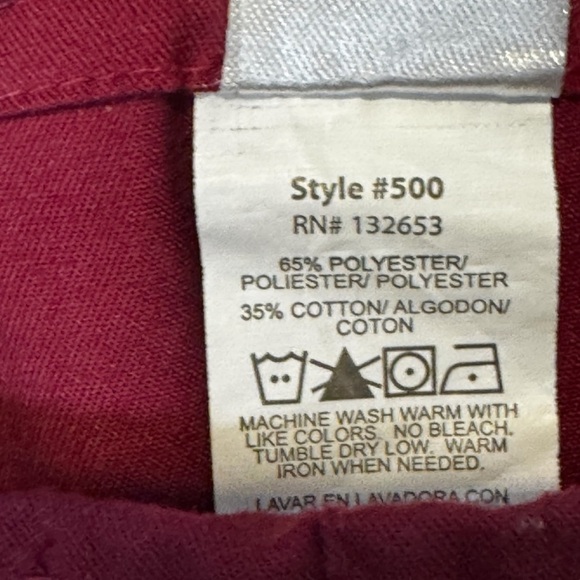 Style #500
RN# 132653
65% POLYESTER/
POLIESTER/ POLYESTER
35% COTTON/ ALGODON/
COTON
MACHINE WASH WARM WITH
LIKE COLORS. NO BLEACH.
TUMBLE DRY LOW. WARM
IRON WHEN NEEDED.
LAVAR EN LAVADORA CON